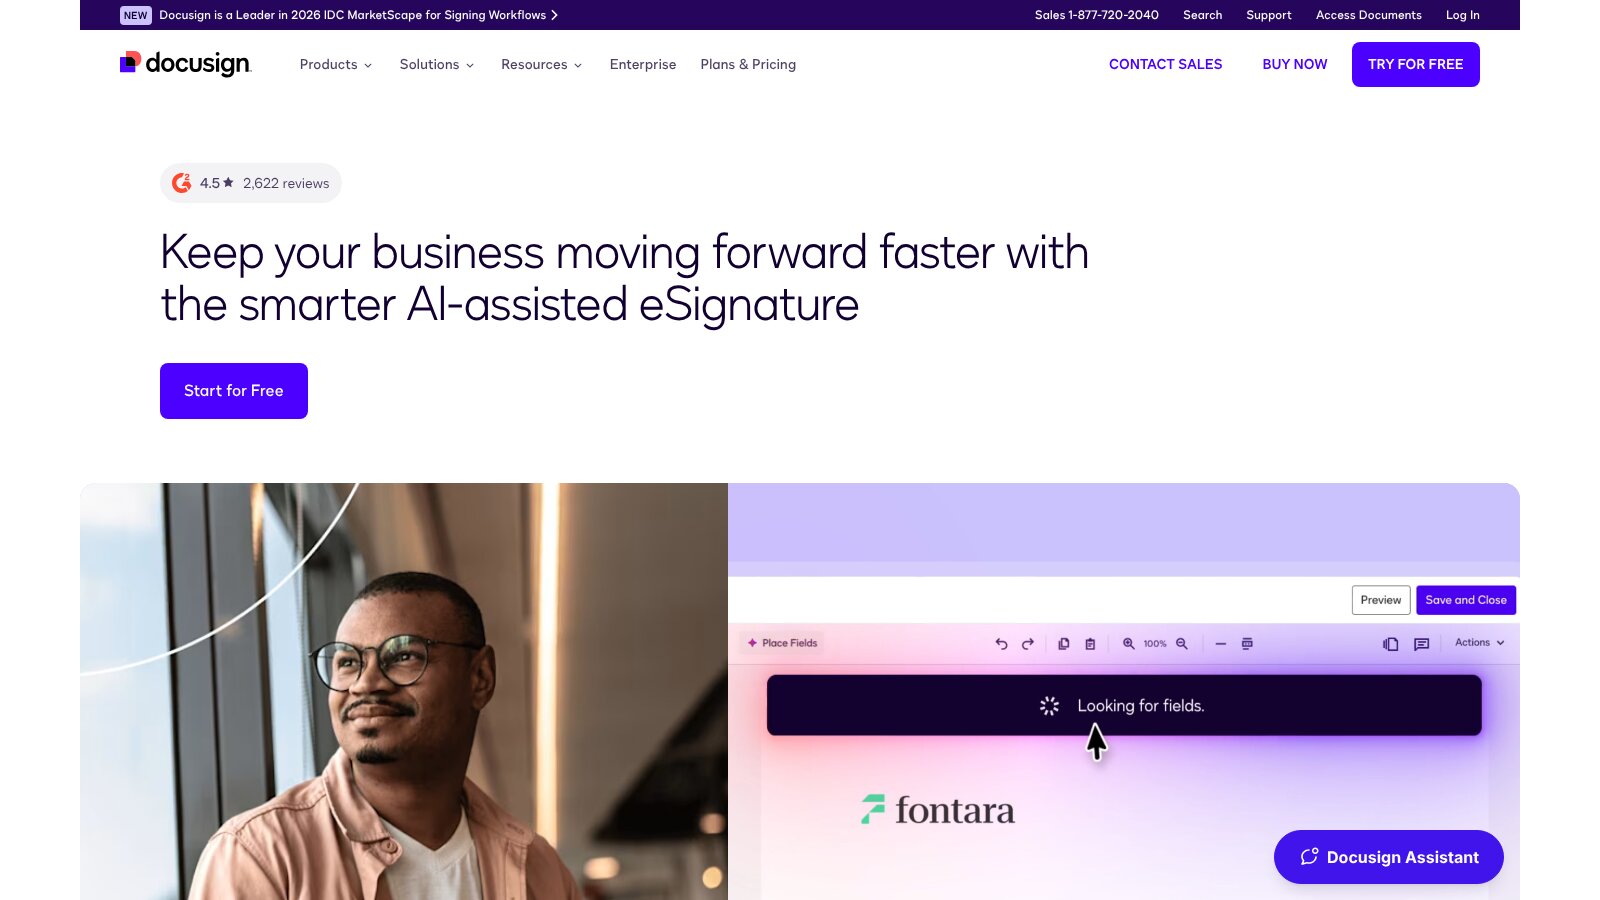 NEW Docusign is a Leader in 2026 IDC MarketScape for Signing Workflows
Sales 1-877-720-2040 Search Support Access Documents Log In
docusign
Products Solutions Resources Enterprise Plans & Pricing
CONTACT SALES BUY NOW TRY FOR FREE
G2 4.5 2,622 reviews
Keep your business moving forward faster with
the smarter AI-assisted eSignature
Start for Free
Preview Save and Close
Place Fields 100% Actions
Looking for fields.
fontara
Docusign Assistant